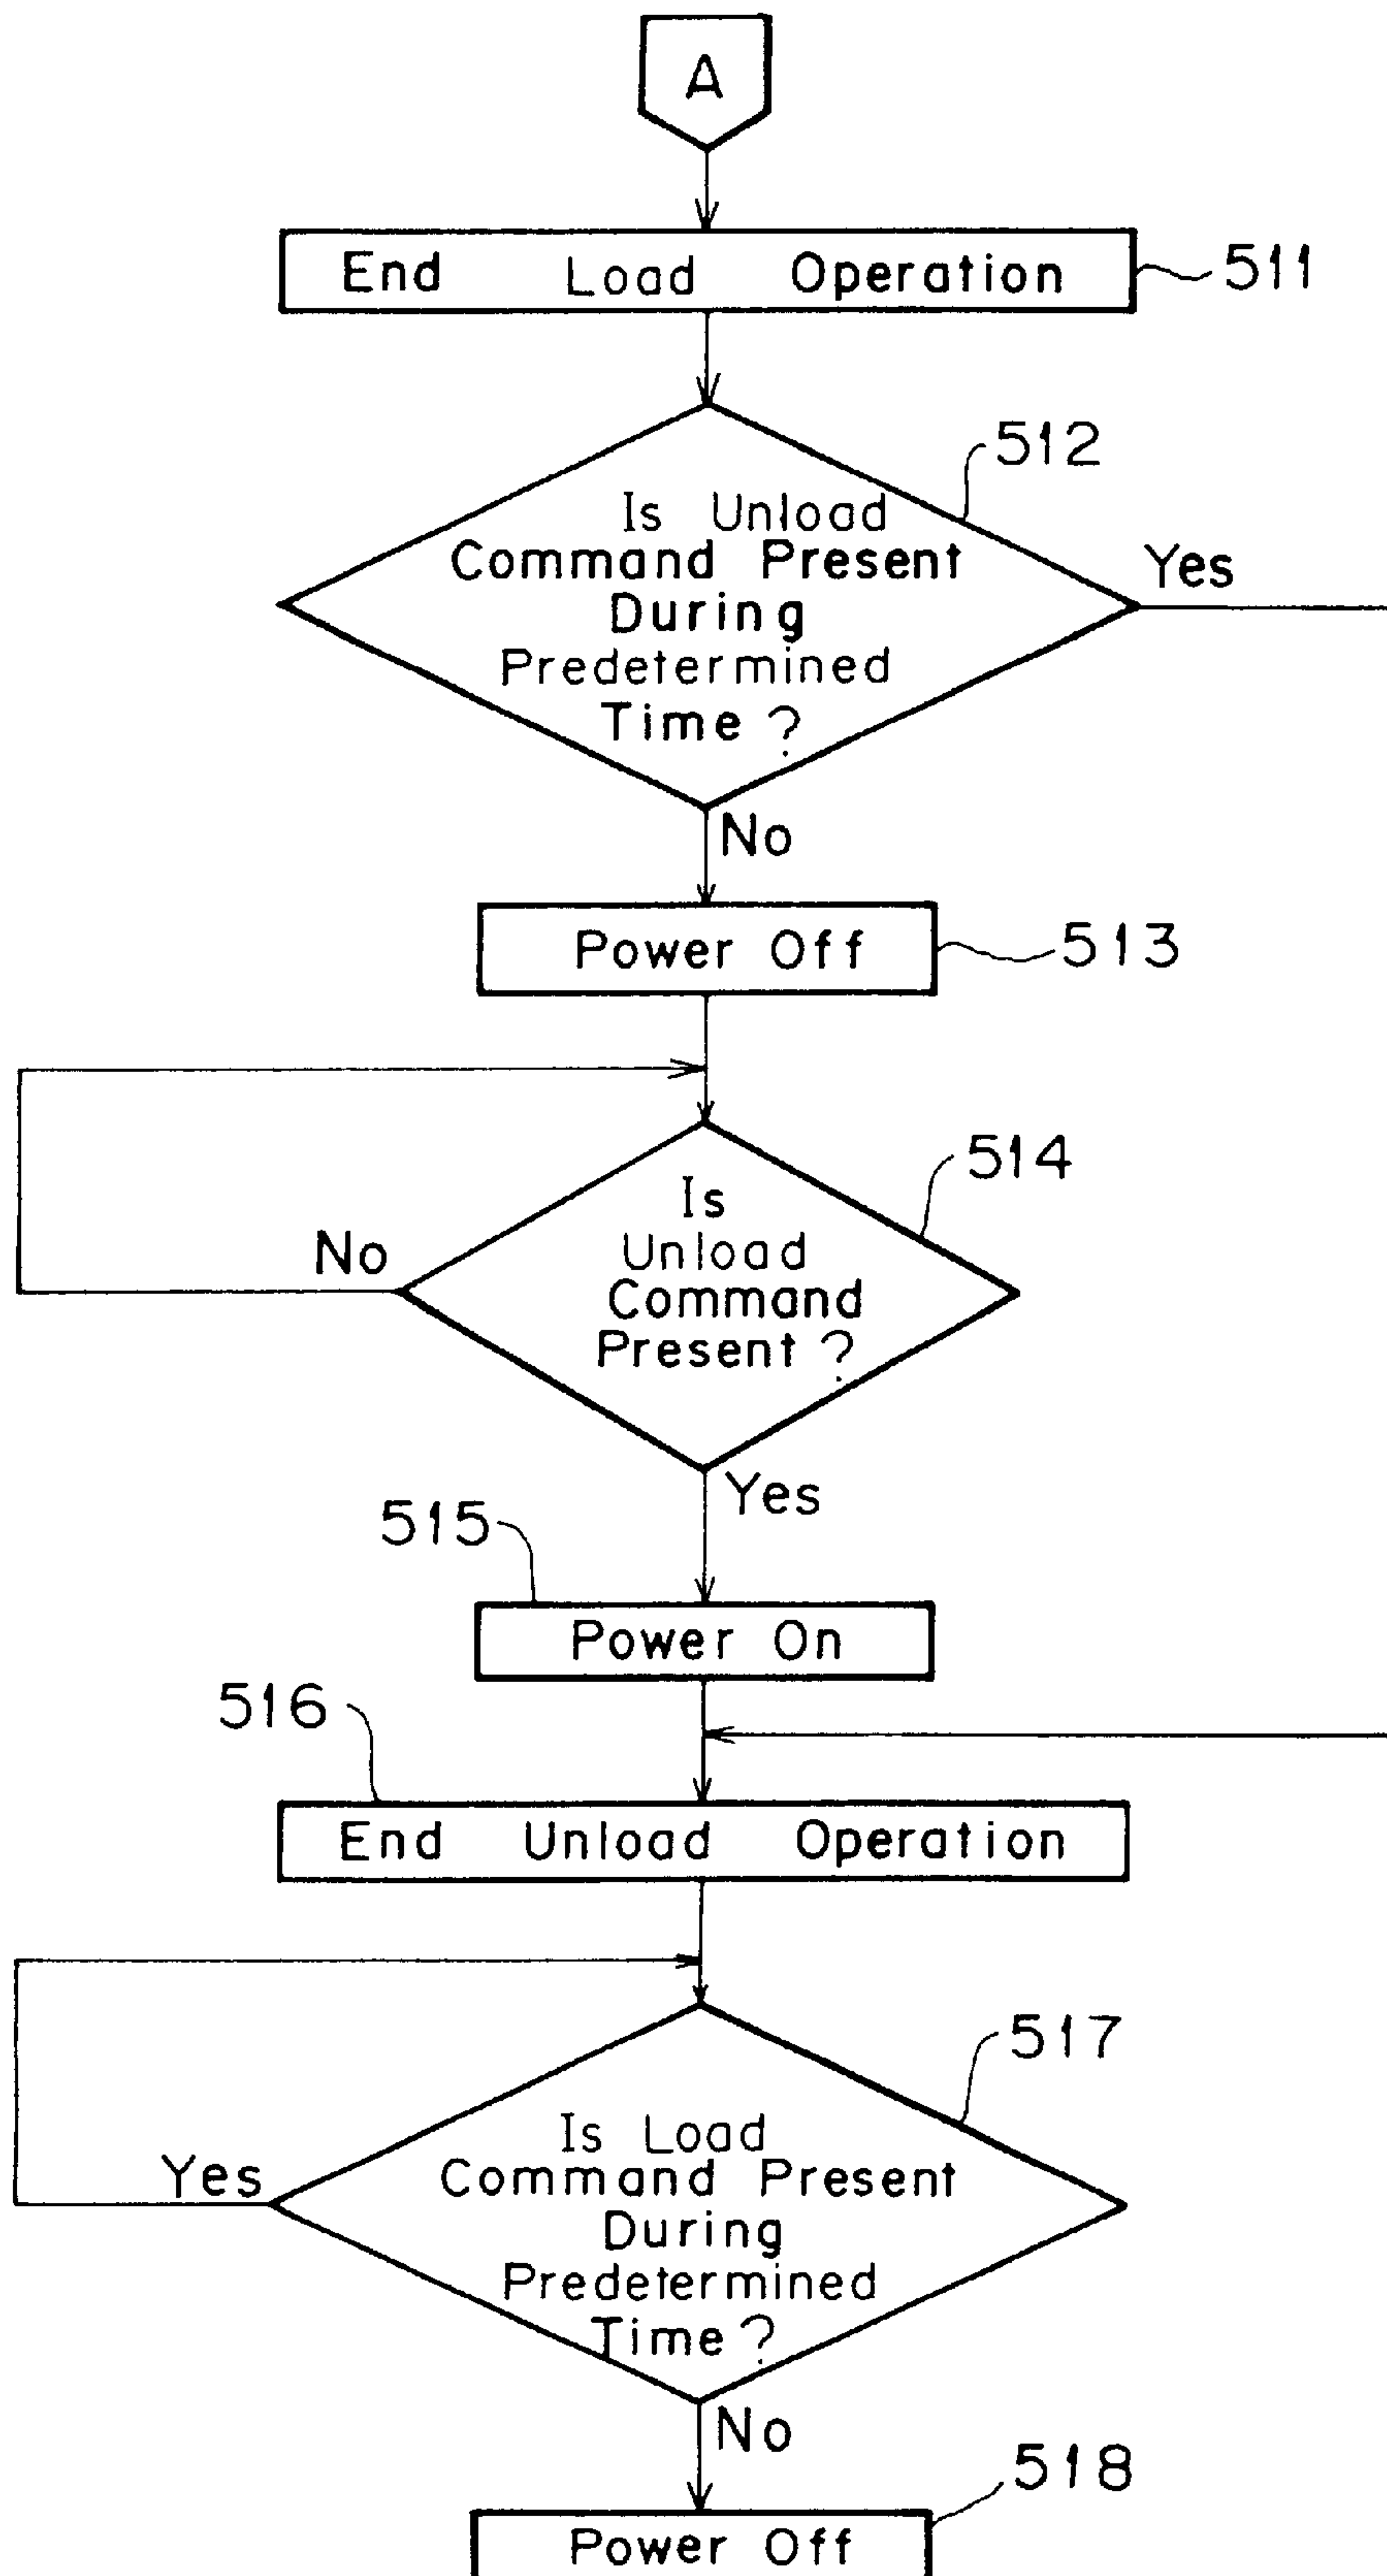 A
End Load Operation
511
512
Is Unload
Command Present
During
Predetermined
Time ?
Yes
No
Power Off
513
514
Is
Unload
Command
Present ?
No
Yes
515
Power On
516
End Unload Operation
517
Is Load
Command Present
During
Predetermined
Time ?
Yes
No
518
Power Off